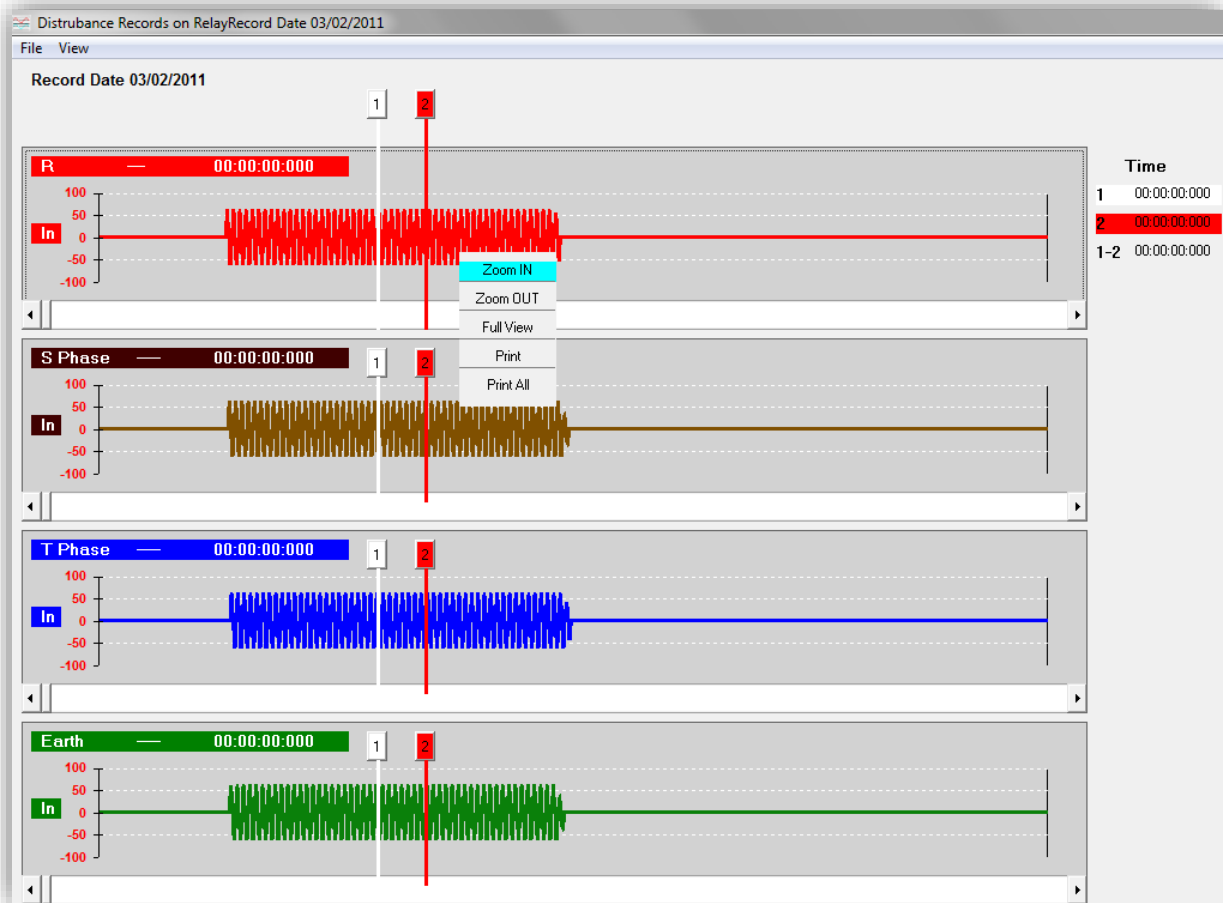 Distrubance Records on RelayRecord Date 03/02/2011
File View
Record Date 03/02/2011
1 2
R — 00:00:00:000
100
50
In 0
-50
-100
Time
1 00:00:00:000
2 00:00:00:000
1-2 00:00:00:000
Zoom IN
Zoom OUT
Full View
Print
Print All
S Phase — 00:00:00:000 1 2
100
50
In 0
-50
-100
T Phase — 00:00:00:000 1 2
100
50
In 0
-50
-100
Earth — 00:00:00:000 1 2
100
50
In 0
-50
-100